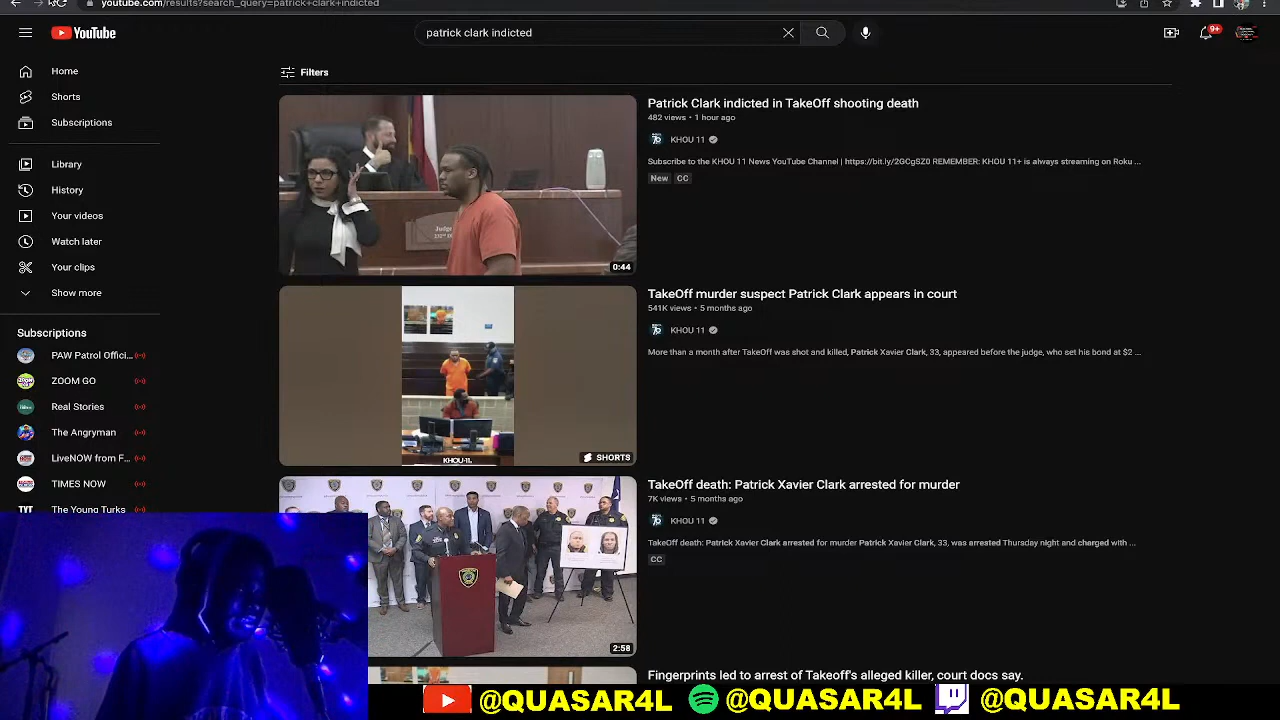 youtube.com/results?search_query=patrick+clark+indicted
YouTube
patrick clark indicted
9+
Home
Shorts
Subscriptions
Library
History
Your videos
Watch later
Your clips
Show more
Subscriptions
PAW Patrol Offici...
ZOOM GO
Real Stories
The Angryman
LiveNOW from F...
TIMES NOW
The Young Turks
Filters
0:44
Patrick Clark indicted in TakeOff shooting death
482 views • 1 hour ago
KHOU 11
Subscribe to the KHOU 11 News YouTube Channel | https://bit.ly/2GCgSZ0 REMEMBER: KHOU 11+ is always streaming on Roku ...
New CC
KHOU 11.
SHORTS
TakeOff murder suspect Patrick Clark appears in court
541K views • 5 months ago
KHOU 11
More than a month after TakeOff was shot and killed, Patrick Xavier Clark, 33, appeared before the judge, who set his bond at $2 ...
2:58
TakeOff death: Patrick Xavier Clark arrested for murder
7K views • 5 months ago
KHOU 11
TakeOff death: Patrick Xavier Clark arrested for murder Patrick Xavier Clark, 33, was arrested Thursday night and charged with ...
CC
Fingerprints led to arrest of Takeoff's alleged killer, court docs say.
@QUASAR4L @QUASAR4L @QUASAR4L